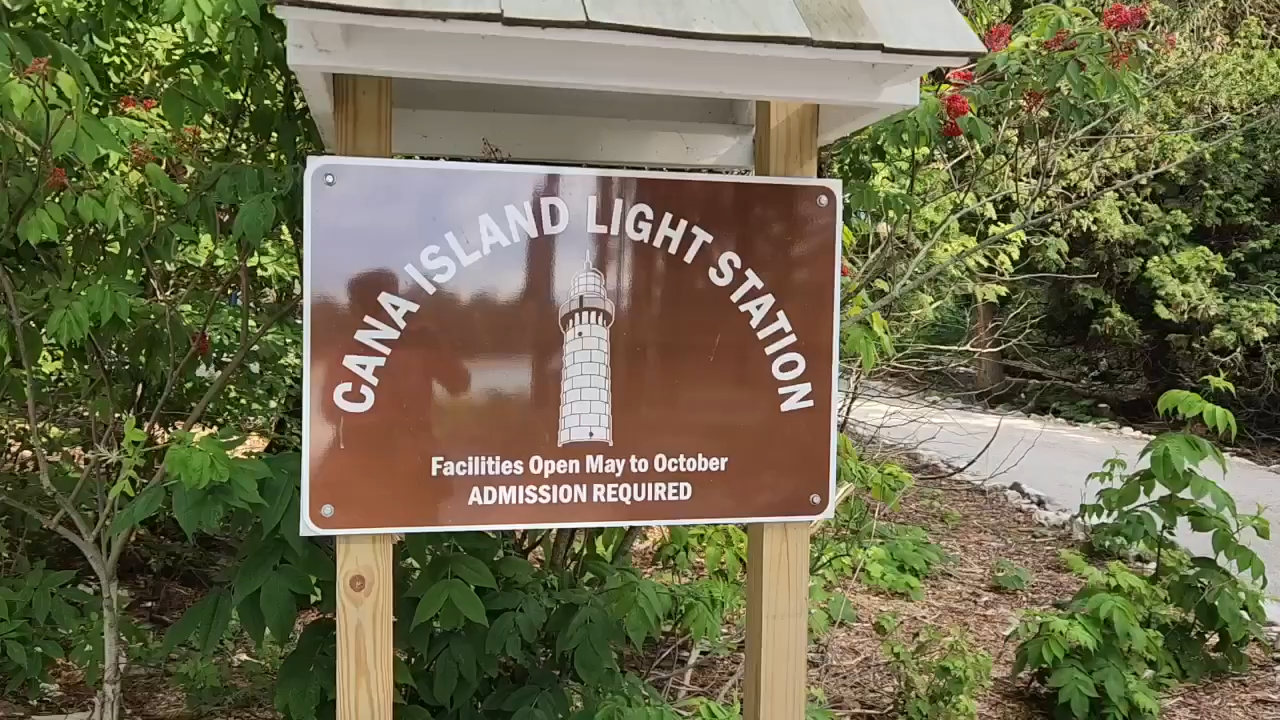 CANA ISLAND LIGHT STATION
Facilities Open May to October
ADMISSION REQUIRED